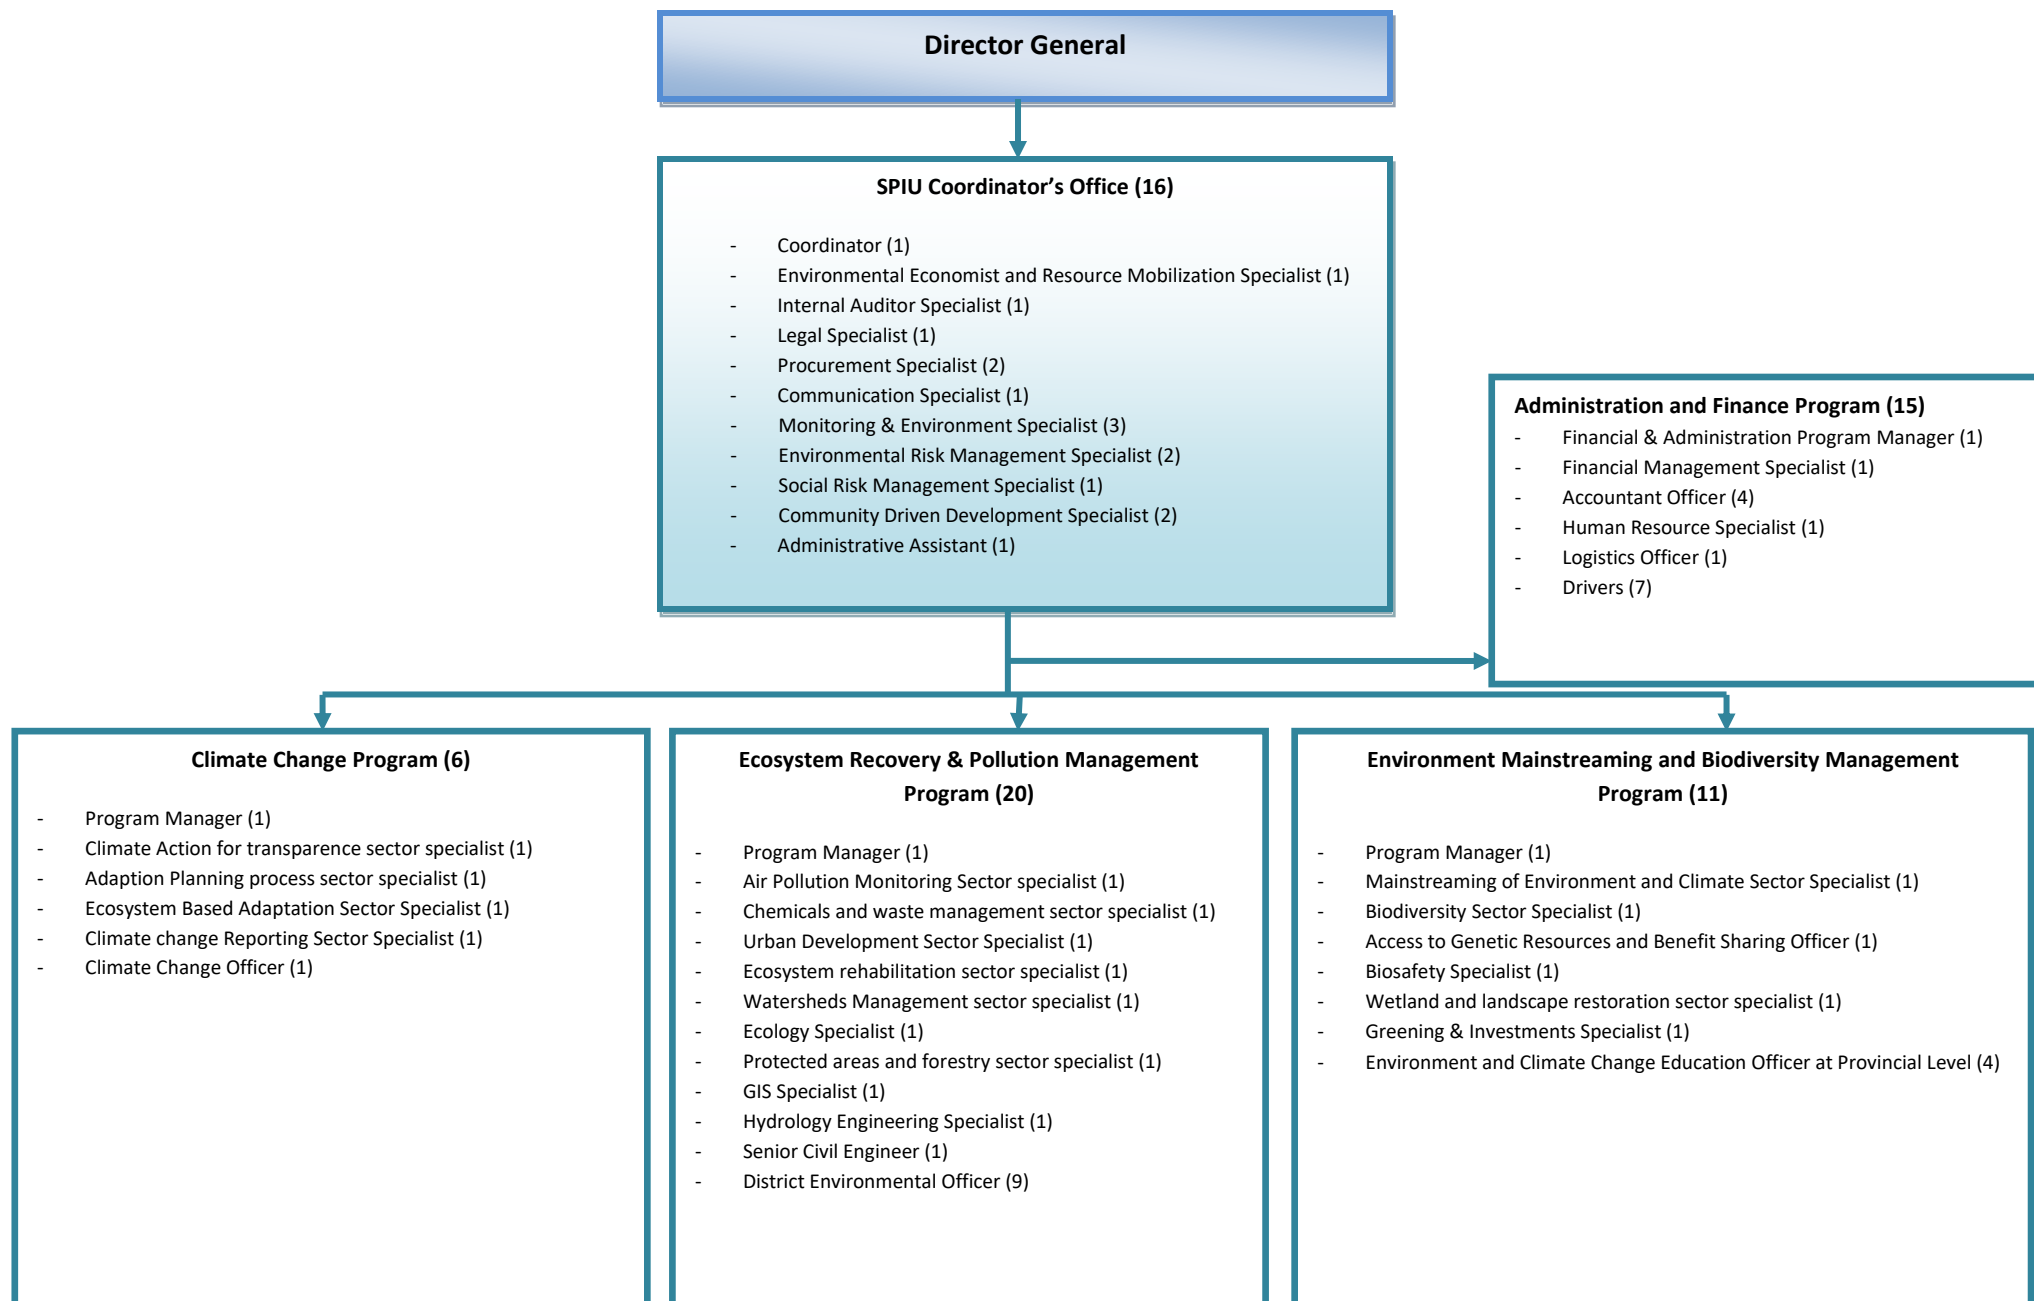 Director General
SPIU Coordinator’s Office (16)
- Coordinator (1)
- Environmental Economist and Resource Mobilization Specialist (1)
- Internal Auditor Specialist (1)
- Legal Specialist (1)
- Procurement Specialist (2)
- Communication Specialist (1)
- Monitoring & Environment Specialist (3)
- Environmental Risk Management Specialist (2)
- Social Risk Management Specialist (1)
- Community Driven Development Specialist (2)
- Administrative Assistant (1)
Administration and Finance Program (15)
- Financial & Administration Program Manager (1)
- Financial Management Specialist (1)
- Accountant Officer (4)
- Human Resource Specialist (1)
- Logistics Officer (1)
- Drivers (7)
Climate Change Program (6)
- Program Manager (1)
- Climate Action for transparence sector specialist (1)
- Adaption Planning process sector specialist (1)
- Ecosystem Based Adaptation Sector Specialist (1)
- Climate change Reporting Sector Specialist (1)
- Climate Change Officer (1)
Ecosystem Recovery & Pollution Management
Program (20)
- Program Manager (1)
- Air Pollution Monitoring Sector specialist (1)
- Chemicals and waste management sector specialist (1)
- Urban Development Sector Specialist (1)
- Ecosystem rehabilitation sector specialist (1)
- Watersheds Management sector specialist (1)
- Ecology Specialist (1)
- Protected areas and forestry sector specialist (1)
- GIS Specialist (1)
- Hydrology Engineering Specialist (1)
- Senior Civil Engineer (1)
- District Environmental Officer (9)
Environment Mainstreaming and Biodiversity Management
Program (11)
- Program Manager (1)
- Mainstreaming of Environment and Climate Sector Specialist (1)
- Biodiversity Sector Specialist (1)
- Access to Genetic Resources and Benefit Sharing Officer (1)
- Biosafety Specialist (1)
- Wetland and landscape restoration sector specialist (1)
- Greening & Investments Specialist (1)
- Environment and Climate Change Education Officer at Provincial Level (4)